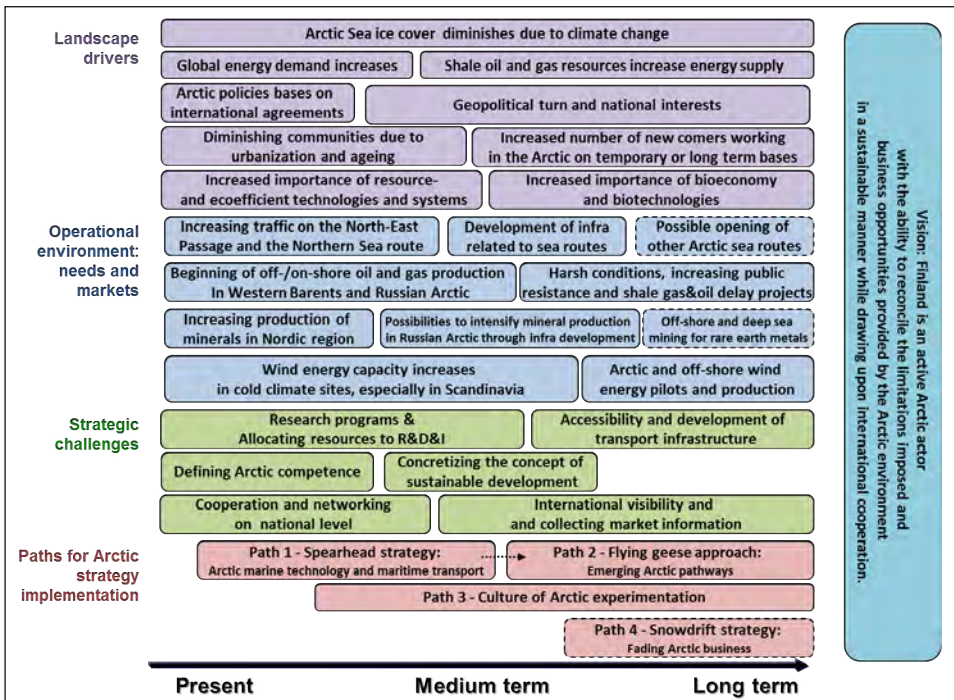 Landscape
drivers
Arctic Sea ice cover diminishes due to climate change
Global energy demand increases
Shale oil and gas resources increase energy supply
Arctic policies bases on
international agreements
Geopolitical turn and national interests
Diminishing communities due to
urbanization and ageing
Increased number of new comers working
in the Arctic on temporary or long term bases
Increased importance of resource-
and ecoefficient technologies and systems
Increased importance of bioeconomy
and biotechnologies
Operational
environment:
needs and
markets
Increasing traffic on the North-East
Passage and the Northern Sea route
Development of infra
related to sea routes
Possible opening of
other Arctic sea routes
Beginning of off-/on-shore oil and gas production
In Western Barents and Russian Arctic
Harsh conditions, increasing public
resistance and shale gas&oil delay projects
Increasing production of
minerals in Nordic region
Possibilities to intensify mineral production
in Russian Arctic through infra development
Off-shore and deep sea
mining for rare earth metals
Wind energy capacity increases
in cold climate sites, especially in Scandinavia
Arctic and off-shore wind
energy pilots and production
Strategic
challenges
Research programs &
Allocating resources to R&D&I
Accessibility and development of
transport infrastructure
Defining Arctic competence
Concretizing the concept of
sustainable development
Cooperation and networking
on national level
International visibility and
and collecting market information
Paths for Arctic
strategy
implementation
Path 1 - Spearhead strategy:
Arctic marine technology and maritime transport
Path 2 - Flying geese approach:
Emerging Arctic pathways
Path 3 - Culture of Arctic experimentation
Path 4 - Snowdrift strategy:
Fading Arctic business
Present
Medium term
Long term
Vision: Finland is an active Arctic actor
with the ability to reconcile the limitations imposed and
business opportunities provided by the Arctic environment
in a sustainable manner while drawing upon international cooperation.